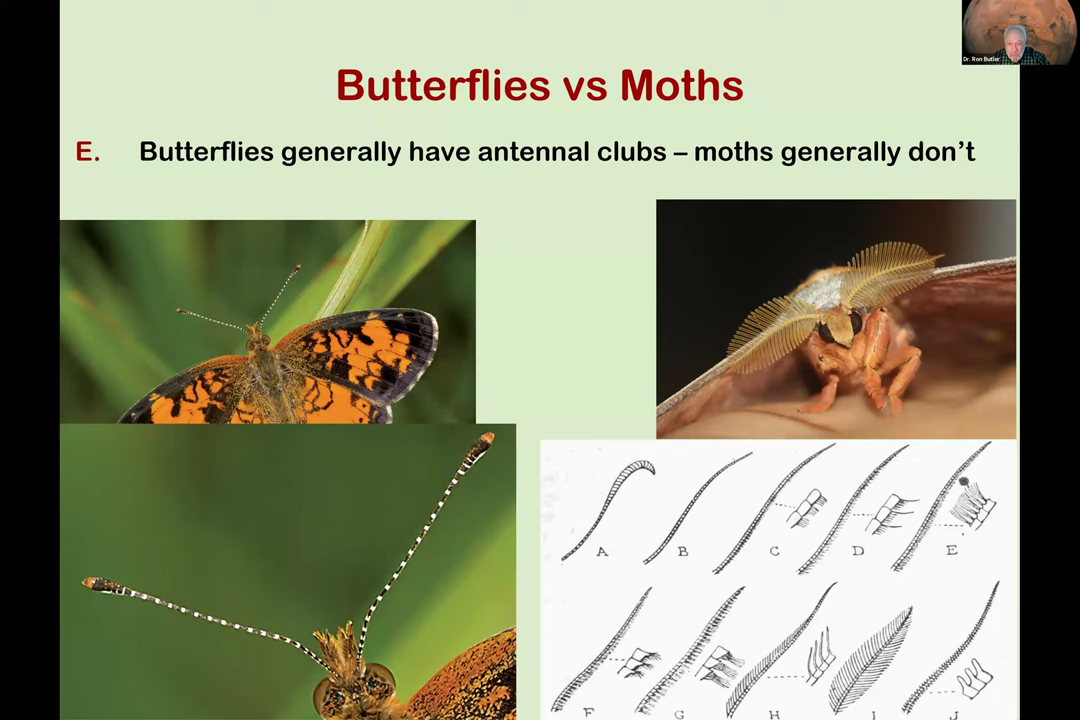 Dr. Ron Butler
Butterflies vs Moths
E. Butterflies generally have antennal clubs – moths generally don't
A B C D E
F G H I J